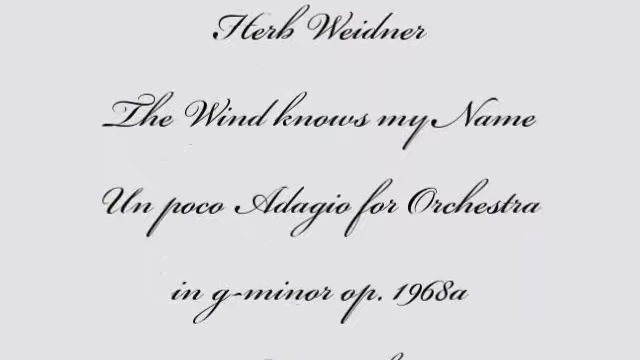 Herb Weidner
The Wind knows my Name
Un poco Adagio for Orchestra
in g-minor op. 1968a